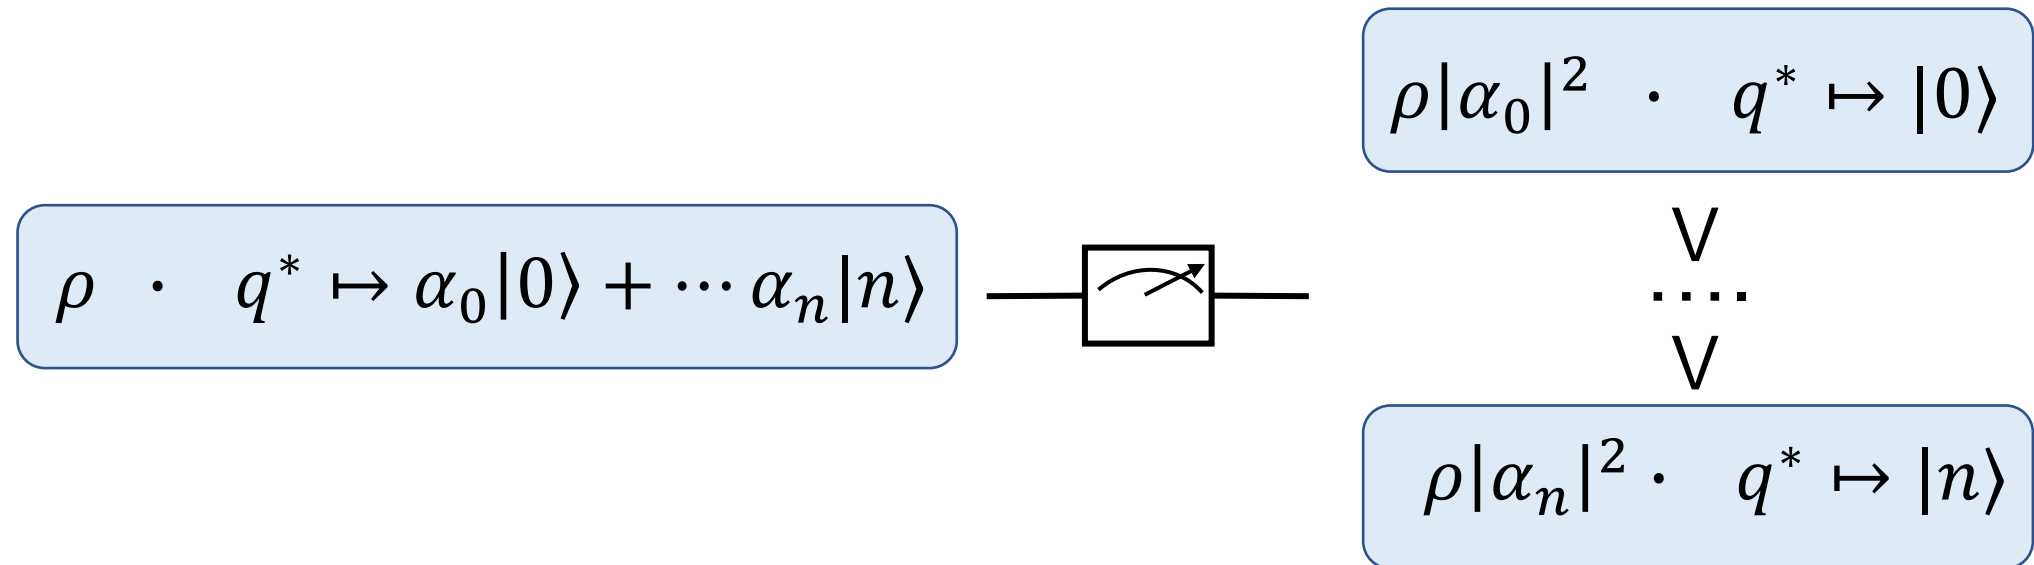 ρ|α₀|² · q* ↦ |0⟩
∨
ρ · q* ↦ α₀|0⟩ + ⋯ αₙ|n⟩
....
∨
ρ|αₙ|² · q* ↦ |n⟩